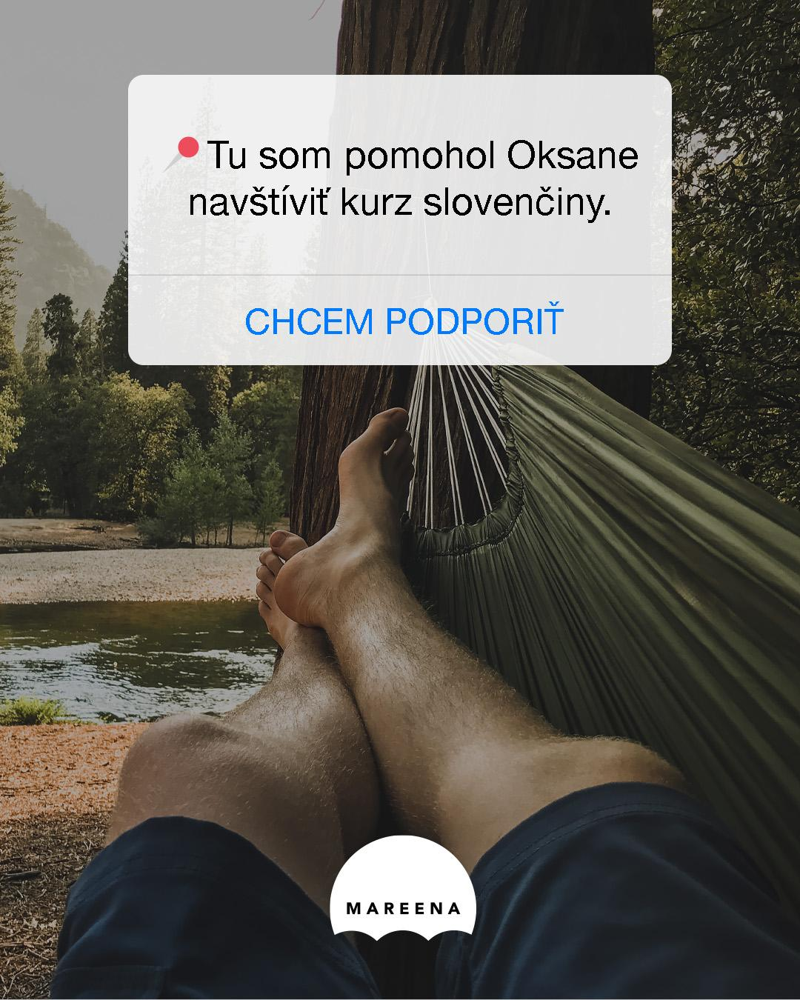 📍Tu som pomohol Oksane
navštíviť kurz slovenčiny.
CHCEM PODPORIŤ
MAREENA